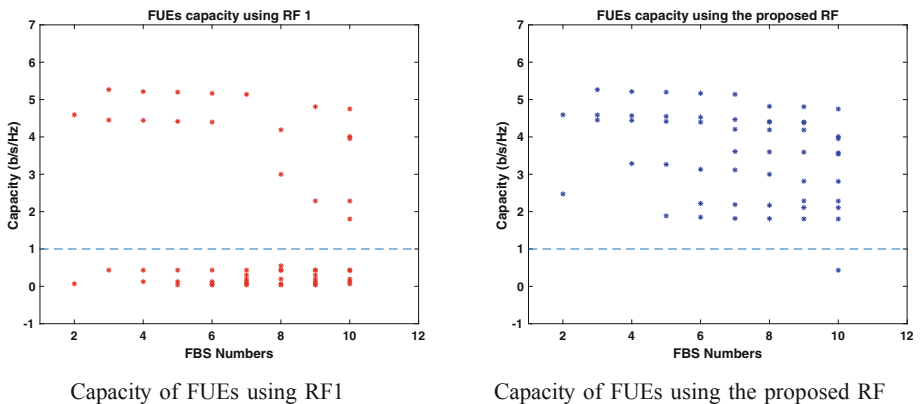 FUEs capacity using RF 1
7
6
5
4
3
2
1
0
-1
Capacity (b/s/Hz)
2 4 6 8 10 12
FBS Numbers
Capacity of FUEs using RF1
FUEs capacity using the proposed RF
7
6
5
4
3
2
1
0
-1
Capacity (b/s/Hz)
2 4 6 8 10 12
FBS Numbers
Capacity of FUEs using the proposed RF